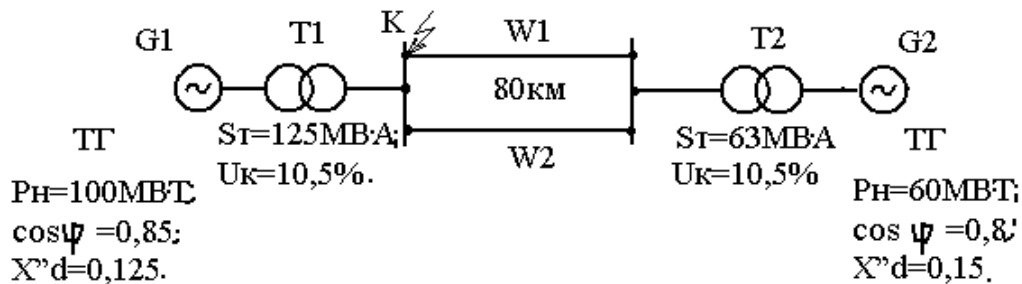 G1
T1
K
W1
80км
W2
T2
G2
ТГ
Sт=125МВ·А;
Uк=10,5%.
Sт=63МВ·А
Uк=10,5%
ТГ
Рн=100МВТ;
cosφ =0,85;
X”d=0,125.
Рн=60МВТ;
cos φ =0,8;
X”d=0,15.